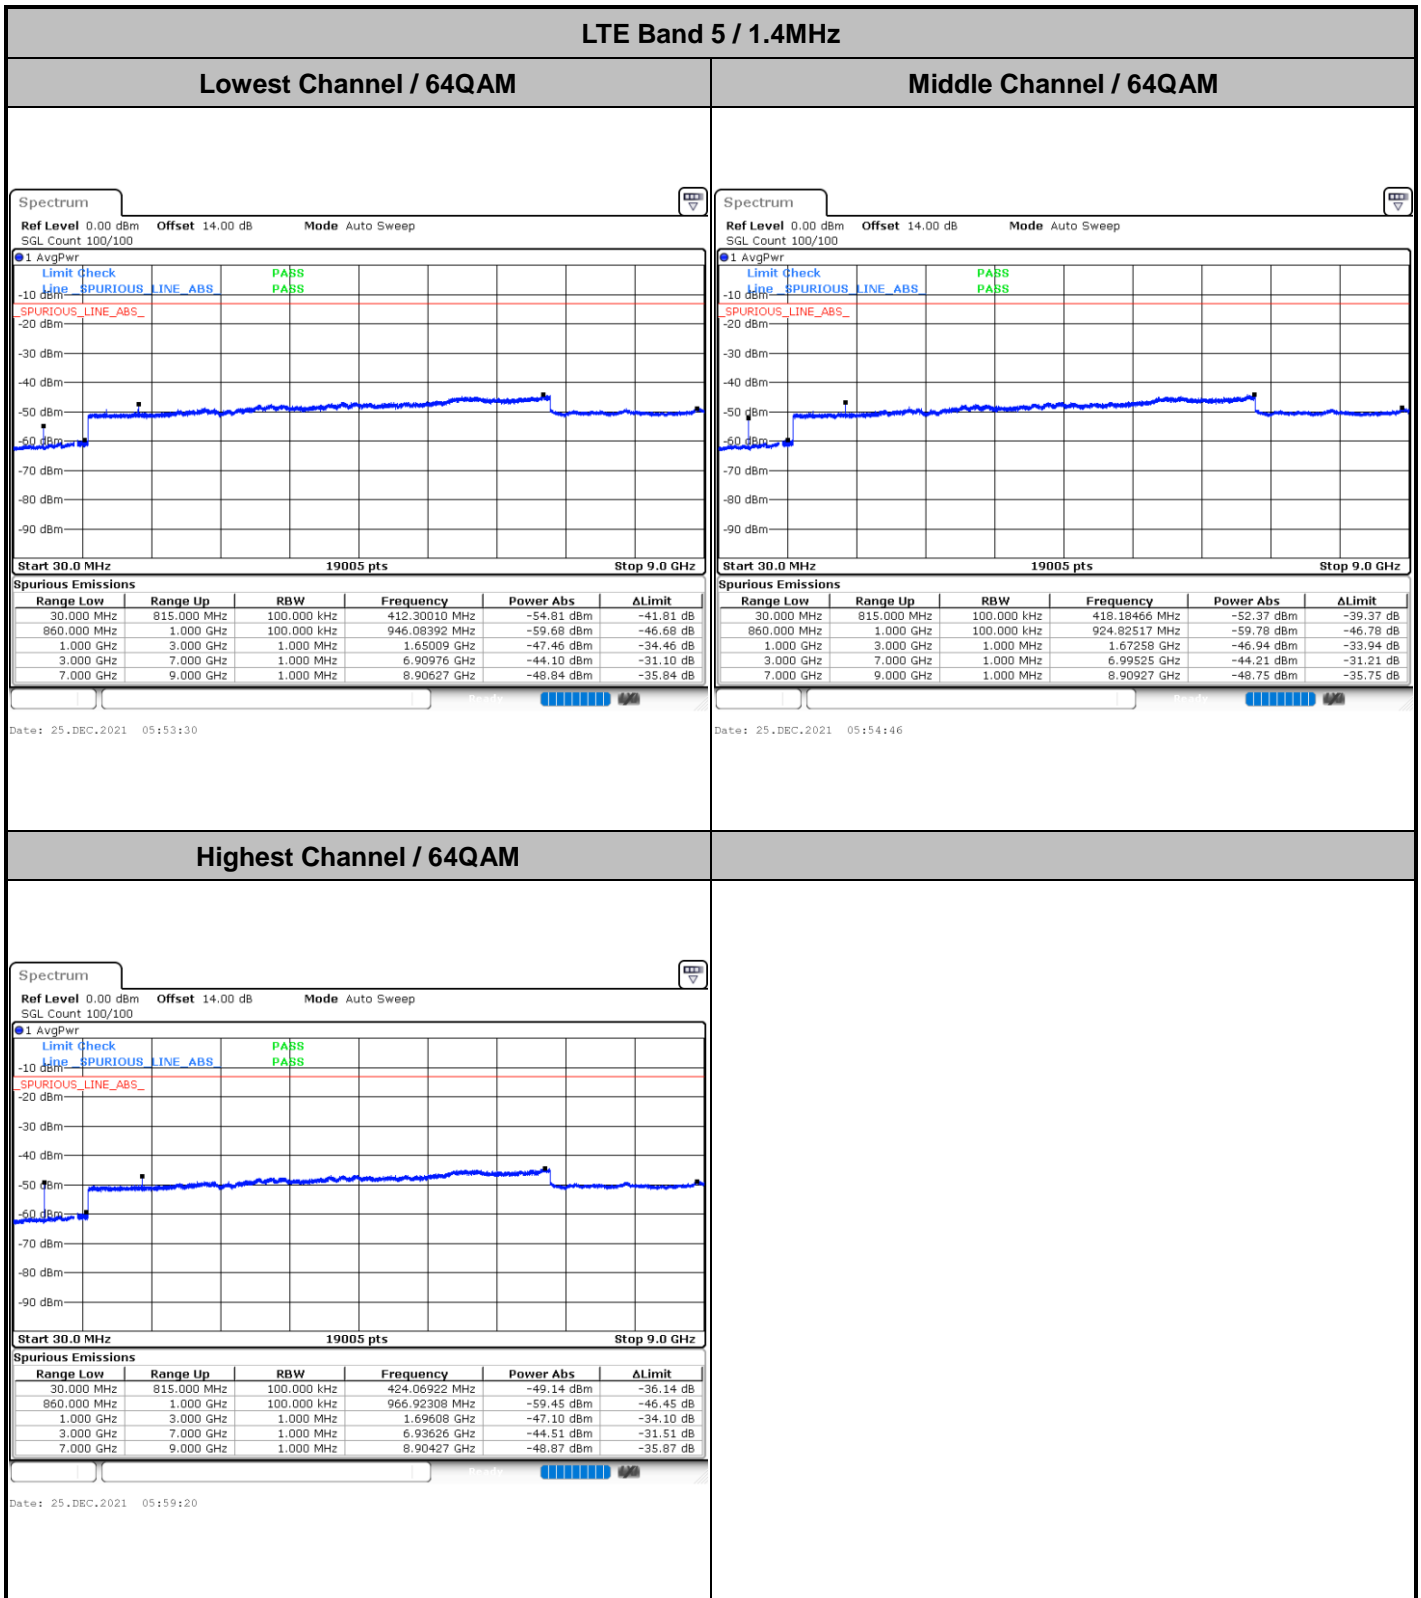 LTE Band 5 / 1.4MHz
Lowest Channel / 64QAM
Middle Channel / 64QAM
Spectrum
Ref Level 0.00 dBm Offset 14.00 dB Mode Auto Sweep
SGL Count 100/100
1 AvgPwr
Limit Check PASS
Line _SPURIOUS_LINE_ABS_ PASS
-10 dBm
_SPURIOUS_LINE_ABS_
-20 dBm
-30 dBm
-40 dBm
-50 dBm
-60 dBm
-70 dBm
-80 dBm
-90 dBm
Start 30.0 MHz 19005 pts Stop 9.0 GHz
Spurious Emissions
Range Low Range Up RBW Frequency Power Abs ΔLimit
30.000 MHz 815.000 MHz 100.000 kHz 412.30010 MHz -54.81 dBm -41.81 dB
860.000 MHz 1.000 GHz 100.000 kHz 946.08392 MHz -59.68 dBm -46.68 dB
1.000 GHz 3.000 GHz 1.000 MHz 1.65009 GHz -47.46 dBm -34.46 dB
3.000 GHz 7.000 GHz 1.000 MHz 6.90976 GHz -44.10 dBm -31.10 dB
7.000 GHz 9.000 GHz 1.000 MHz 8.90627 GHz -48.84 dBm -35.84 dB
Ready
Date: 25.DEC.2021 05:53:30
Spectrum
Ref Level 0.00 dBm Offset 14.00 dB Mode Auto Sweep
SGL Count 100/100
1 AvgPwr
Limit Check PASS
Line _SPURIOUS_LINE_ABS_ PASS
-10 dBm
_SPURIOUS_LINE_ABS_
-20 dBm
-30 dBm
-40 dBm
-50 dBm
-60 dBm
-70 dBm
-80 dBm
-90 dBm
Start 30.0 MHz 19005 pts Stop 9.0 GHz
Spurious Emissions
Range Low Range Up RBW Frequency Power Abs ΔLimit
30.000 MHz 815.000 MHz 100.000 kHz 418.18466 MHz -52.37 dBm -39.37 dB
860.000 MHz 1.000 GHz 100.000 kHz 924.82517 MHz -59.78 dBm -46.78 dB
1.000 GHz 3.000 GHz 1.000 MHz 1.67258 GHz -46.94 dBm -33.94 dB
3.000 GHz 7.000 GHz 1.000 MHz 6.99525 GHz -44.21 dBm -31.21 dB
7.000 GHz 9.000 GHz 1.000 MHz 8.90927 GHz -48.75 dBm -35.75 dB
Ready
Date: 25.DEC.2021 05:54:46
Highest Channel / 64QAM
Spectrum
Ref Level 0.00 dBm Offset 14.00 dB Mode Auto Sweep
SGL Count 100/100
1 AvgPwr
Limit Check PASS
Line _SPURIOUS_LINE_ABS_ PASS
-10 dBm
_SPURIOUS_LINE_ABS_
-20 dBm
-30 dBm
-40 dBm
-50 dBm
-60 dBm
-70 dBm
-80 dBm
-90 dBm
Start 30.0 MHz 19005 pts Stop 9.0 GHz
Spurious Emissions
Range Low Range Up RBW Frequency Power Abs ΔLimit
30.000 MHz 815.000 MHz 100.000 kHz 424.06922 MHz -49.14 dBm -36.14 dB
860.000 MHz 1.000 GHz 100.000 kHz 966.92308 MHz -59.45 dBm -46.45 dB
1.000 GHz 3.000 GHz 1.000 MHz 1.69608 GHz -47.10 dBm -34.10 dB
3.000 GHz 7.000 GHz 1.000 MHz 6.93626 GHz -44.51 dBm -31.51 dB
7.000 GHz 9.000 GHz 1.000 MHz 8.90427 GHz -48.87 dBm -35.87 dB
Ready
Date: 25.DEC.2021 05:59:20